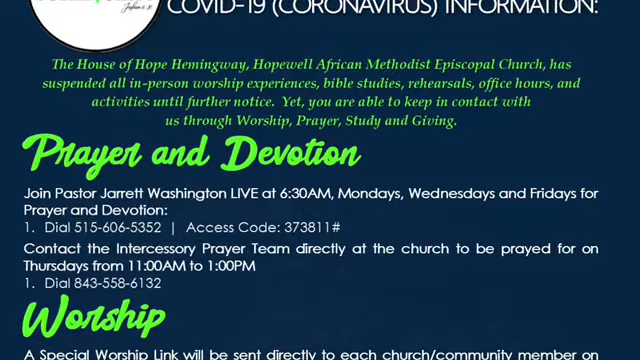 COVID-19 (CORONAVIRUS) INFORMATION:
The House of Hope Hemingway, Hopewell African Methodist Episcopal Church, has
suspended all in-person worship experiences, bible studies, rehearsals, office hours, and
activities until further notice. Yet, you are able to keep in contact with
us through Worship, Prayer, Study and Giving.
Prayer and Devotion
Join Pastor Jarrett Washington LIVE at 6:30AM, Mondays, Wednesdays and Fridays for
Prayer and Devotion:
1. Dial 515-606-5352 | Access Code: 373811#
Contact the Intercessory Prayer Team directly at the church to be prayed for on
Thursdays from 11:00AM to 1:00PM
1. Dial 843-558-6132
Worship
A Special Worship Link will be sent directly to each church/community member on